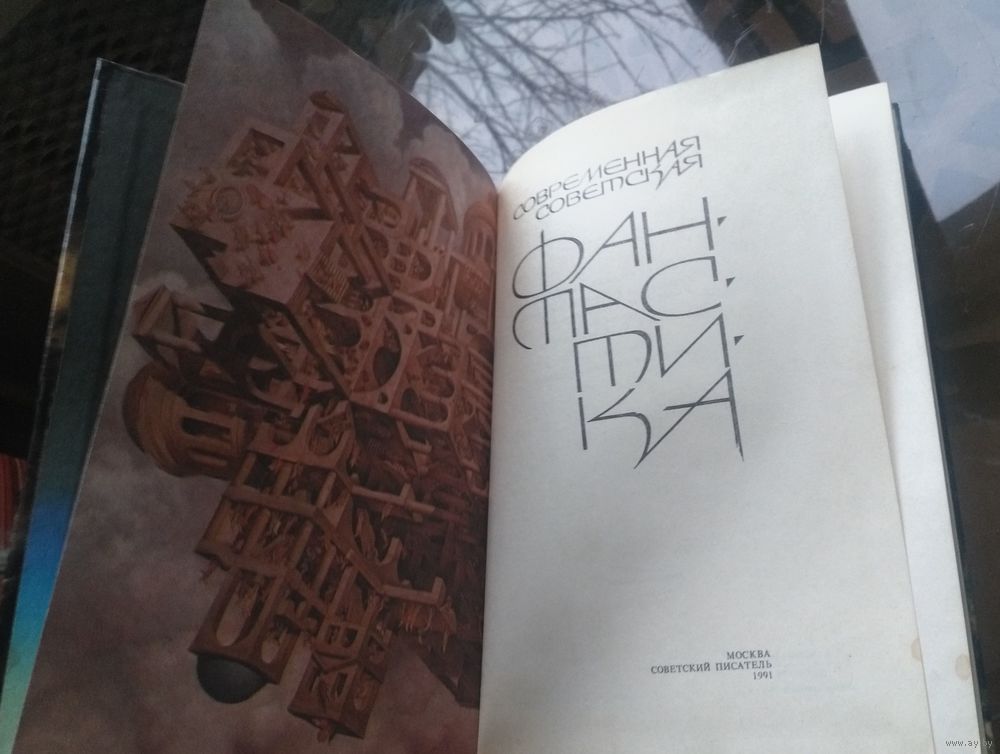 СОВРЕМЕННАЯ
СОВЕТСКАЯ
ФАН-
ТАС-
ТИ-
КА
МОСКВА
СОВЕТСКИЙ ПИСАТЕЛЬ
1991
www.ay.by